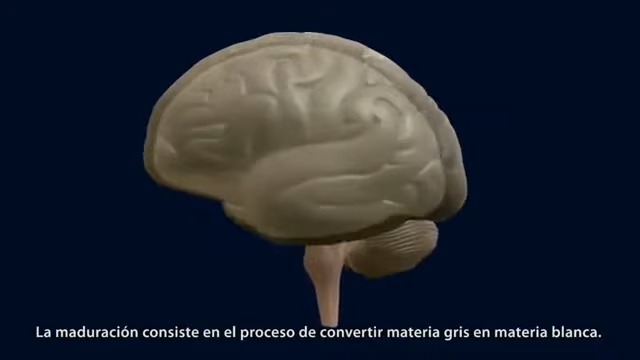 La maduración consiste en el proceso de convertir materia gris en materia blanca.